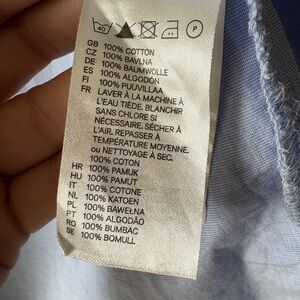 40 P
GB 100% COTTON
CZ 100% BAVLNA
DE 100% BAUMWOLLE
ES 100% ALGODÓN
FI 100% PUUVILLAA
FR LAVER À LA MACHINE À
L'EAU TIÈDE. BLANCHIR
SANS CHLORE SI
NÉCESSAIRE. SÉCHER À
L'AIR. REPASSER À
TEMPÉRATURE MOYENNE.
OU NETTOYAGE À SEC.
100% COTON
HR 100% PAMUK
HU 100% PAMUT
IT 100% COTONE
NL 100% KATOEN
PL 100% BAWEŁNA
PT 100% ALGODÃO
RO 100% BUMBAC
SE 100% BOMULL